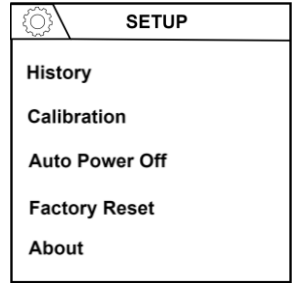 SETUP
History
Calibration
Auto Power Off
Factory Reset
About